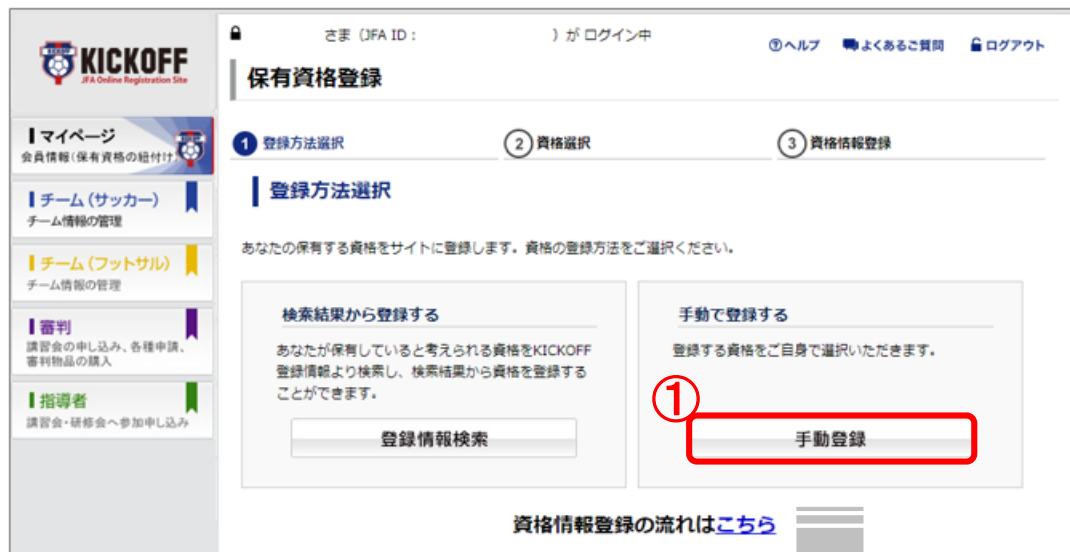 KICKOFF
JFA Online Registration Site
さま（JFA ID： ）が ログイン中
ヘルプ よくあるご質問 ログアウト
保有資格登録
マイページ
会員情報(保有資格の紐付け)
チーム（サッカー）
チーム情報の管理
チーム（フットサル）
チーム情報の管理
審判
講習会の申し込み、各種申請、
審判物品の購入
指導者
講習会・研修会へ参加申し込み
1 登録方法選択 2 資格選択 3 資格情報登録
登録方法選択
あなたの保有する資格をサイトに登録します。資格の登録方法をご選択ください。
検索結果から登録する
あなたが保有していると考えられる資格をKICKOFF
登録情報より検索し、検索結果から資格を登録する
ことができます。
登録情報検索
手動で登録する
登録する資格をご自身で選択いただきます。
①
手動登録
資格情報登録の流れはこちら